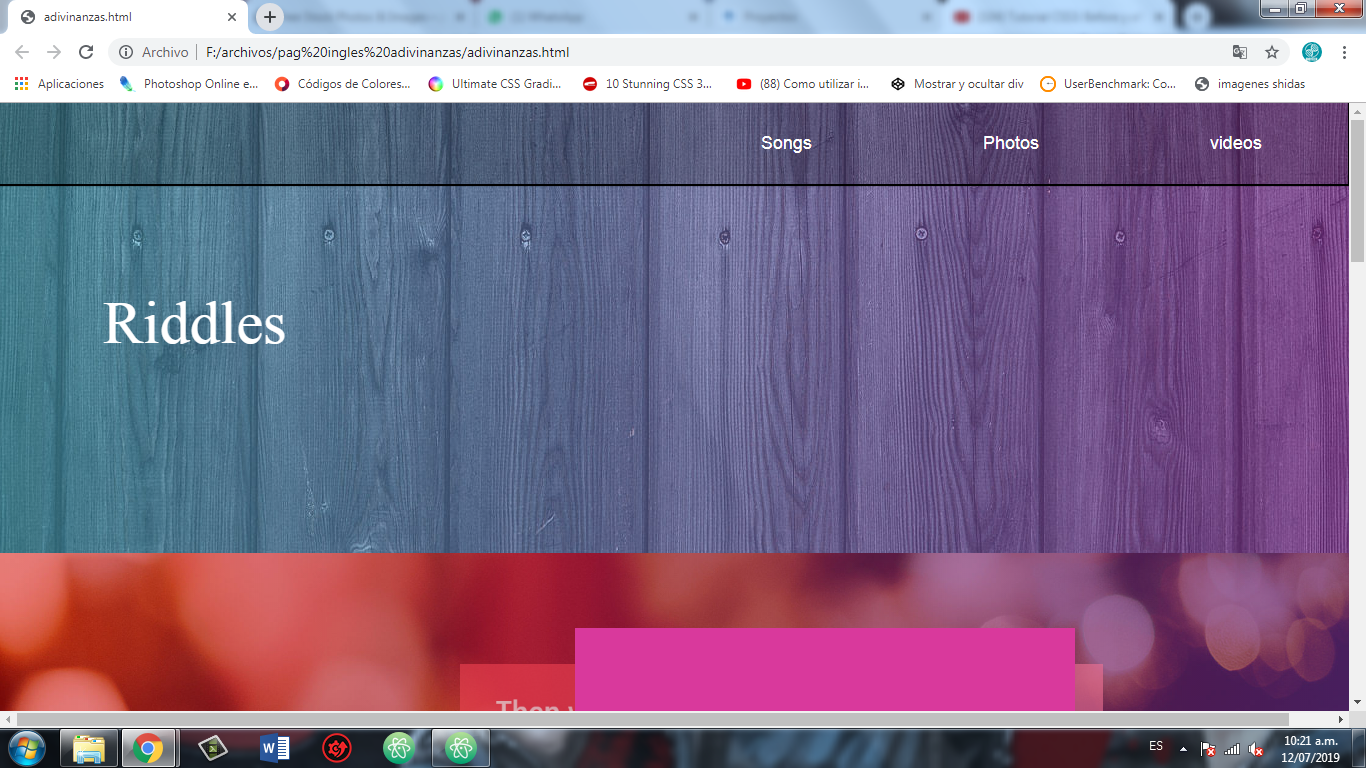 adivinanzas.html
Archivo F:/archivos/pag%20ingles%20adivinanzas/adivinanzas.html
Aplicaciones Photoshop Online e... Códigos de Colores... Ultimate CSS Gradi... 10 Stunning CSS 3... (88) Como utilizar i... Mostrar y ocultar div UserBenchmark: Co... imagenes shidas
Songs Photos videos
Riddles
Then
ES 10:21 a.m.
12/07/2019